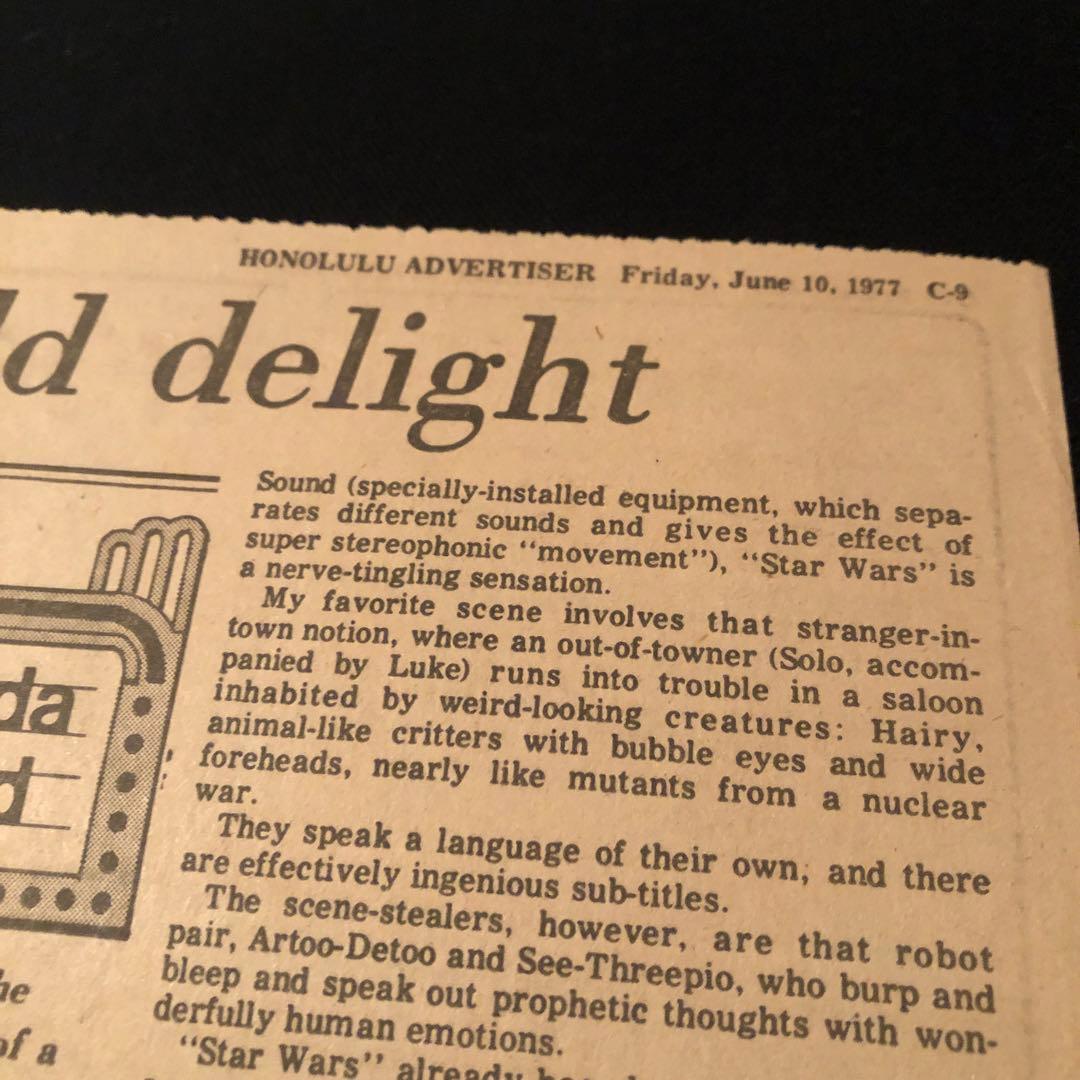 HONOLULU ADVERTISER Friday, June 10, 1977 C-9
ld delight
Sound (specially-installed equipment, which sepa-
rates different sounds and gives the effect of
super stereophonic “movement”), “Star Wars” is
a nerve-tingling sensation.
My favorite scene involves that stranger-in-
town notion, where an out-of-towner (Solo, accom-
panied by Luke) runs into trouble in a saloon
inhabited by weird-looking creatures: Hairy,
animal-like critters with bubble eyes and wide
foreheads, nearly like mutants from a nuclear
war.
They speak a language of their own, and there
are effectively ingenious sub-titles.
The scene-stealers, however, are that robot
pair, Artoo-Detoo and See-Threepio, who burp and
bleep and speak out prophetic thoughts with won-
derfully human emotions.
“Star Wars” already
da
d
he
of a